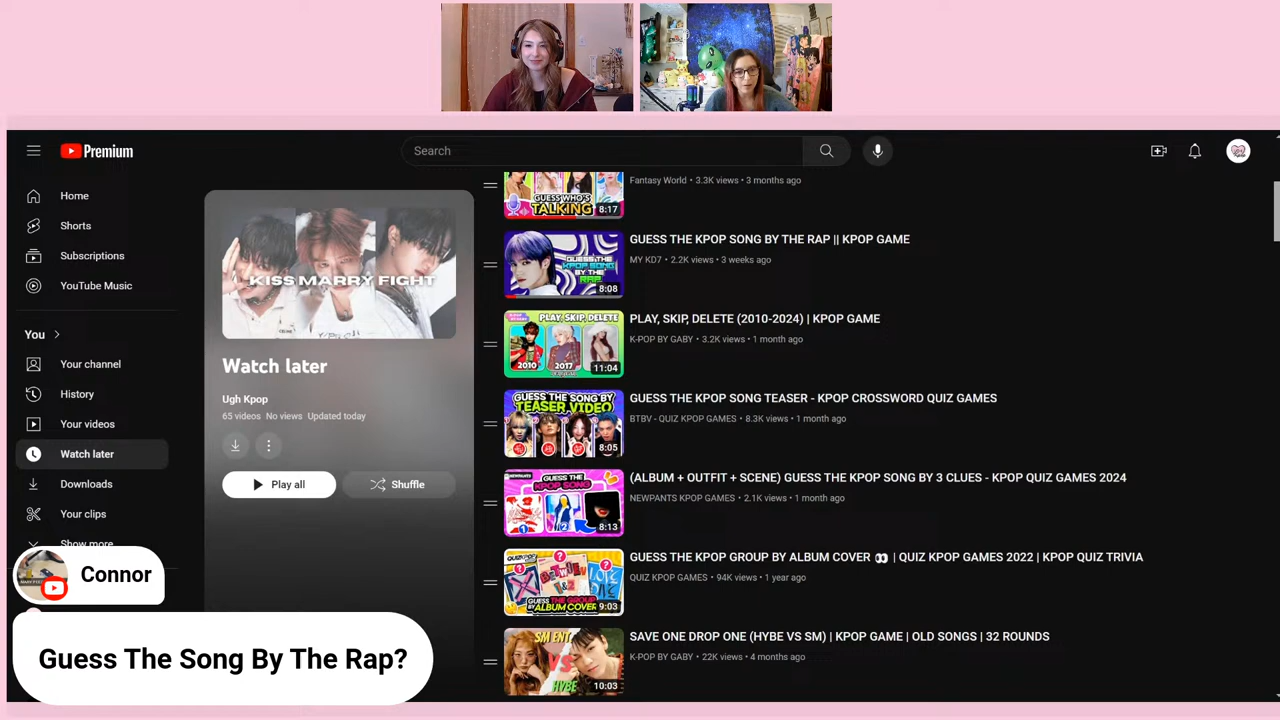 Premium
Search
Home
Shorts
Subscriptions
YouTube Music
You
Your channel
History
Your videos
Watch later
Downloads
Your clips
Show more
KISS MARRY FIGHT
Watch later
Ugh Kpop
65 videos No views Updated today
Play all
Shuffle
GUESS WHO'S
TALKING
8:17
Fantasy World • 3.3K views • 3 months ago
GUESS THE
KPOP SONG
BY THE
RAP
8:08
GUESS THE KPOP SONG BY THE RAP || KPOP GAME
MY KD7 • 2.2K views • 3 weeks ago
PLAY, SKIP, DELETE
2010
2017
11:04
PLAY, SKIP, DELETE (2010-2024) | KPOP GAME
K-POP BY GABY • 3.2K views • 1 month ago
GUESS THE SONG BY
TEASER VIDEO
8:05
GUESS THE KPOP SONG TEASER - KPOP CROSSWORD QUIZ GAMES
BTBV - QUIZ KPOP GAMES • 8.3K views • 1 month ago
NEWPANTS
GUESS THE
KPOP SONG
8:13
(ALBUM + OUTFIT + SCENE) GUESS THE KPOP SONG BY 3 CLUES - KPOP QUIZ GAMES 2024
NEWPANTS KPOP GAMES • 2.1K views • 1 month ago
GUESS THE GROUP
BY ALBUM COVER
9:03
GUESS THE KPOP GROUP BY ALBUM COVER 👀 | QUIZ KPOP GAMES 2022 | KPOP QUIZ TRIVIA
QUIZ KPOP GAMES • 94K views • 1 year ago
SM ENT
VS
HYBE
10:03
SAVE ONE DROP ONE (HYBE VS SM) | KPOP GAME | OLD SONGS | 32 ROUNDS
K-POP BY GABY • 22K views • 4 months ago
Connor
Guess The Song By The Rap?